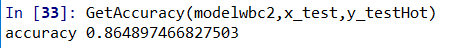 In [33]: GetAccuracy(modelwbc2,x_test,y_testHot)
accuracy 0.864897466827503